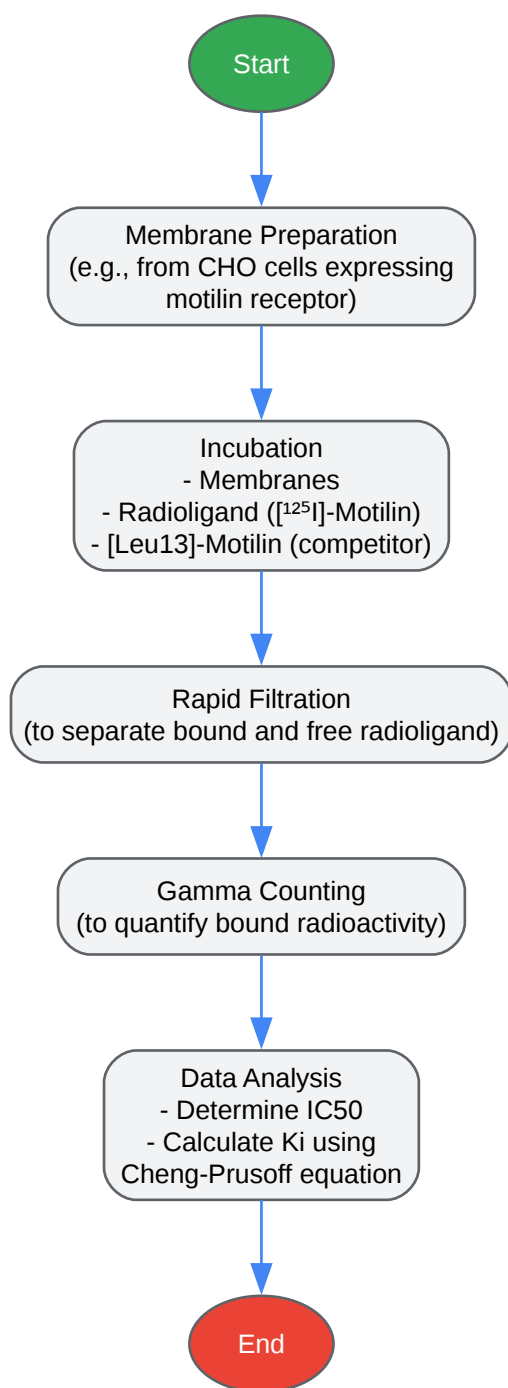 Start
Membrane Preparation
(e.g., from CHO cells expressing
motilin receptor)
Incubation
- Membranes
- Radioligand ([¹²⁵I]-Motilin)
- [Leu13]-Motilin (competitor)
Rapid Filtration
(to separate bound and free radioligand)
Gamma Counting
(to quantify bound radioactivity)
Data Analysis
- Determine IC50
- Calculate Ki using
Cheng-Prusoff equation
End